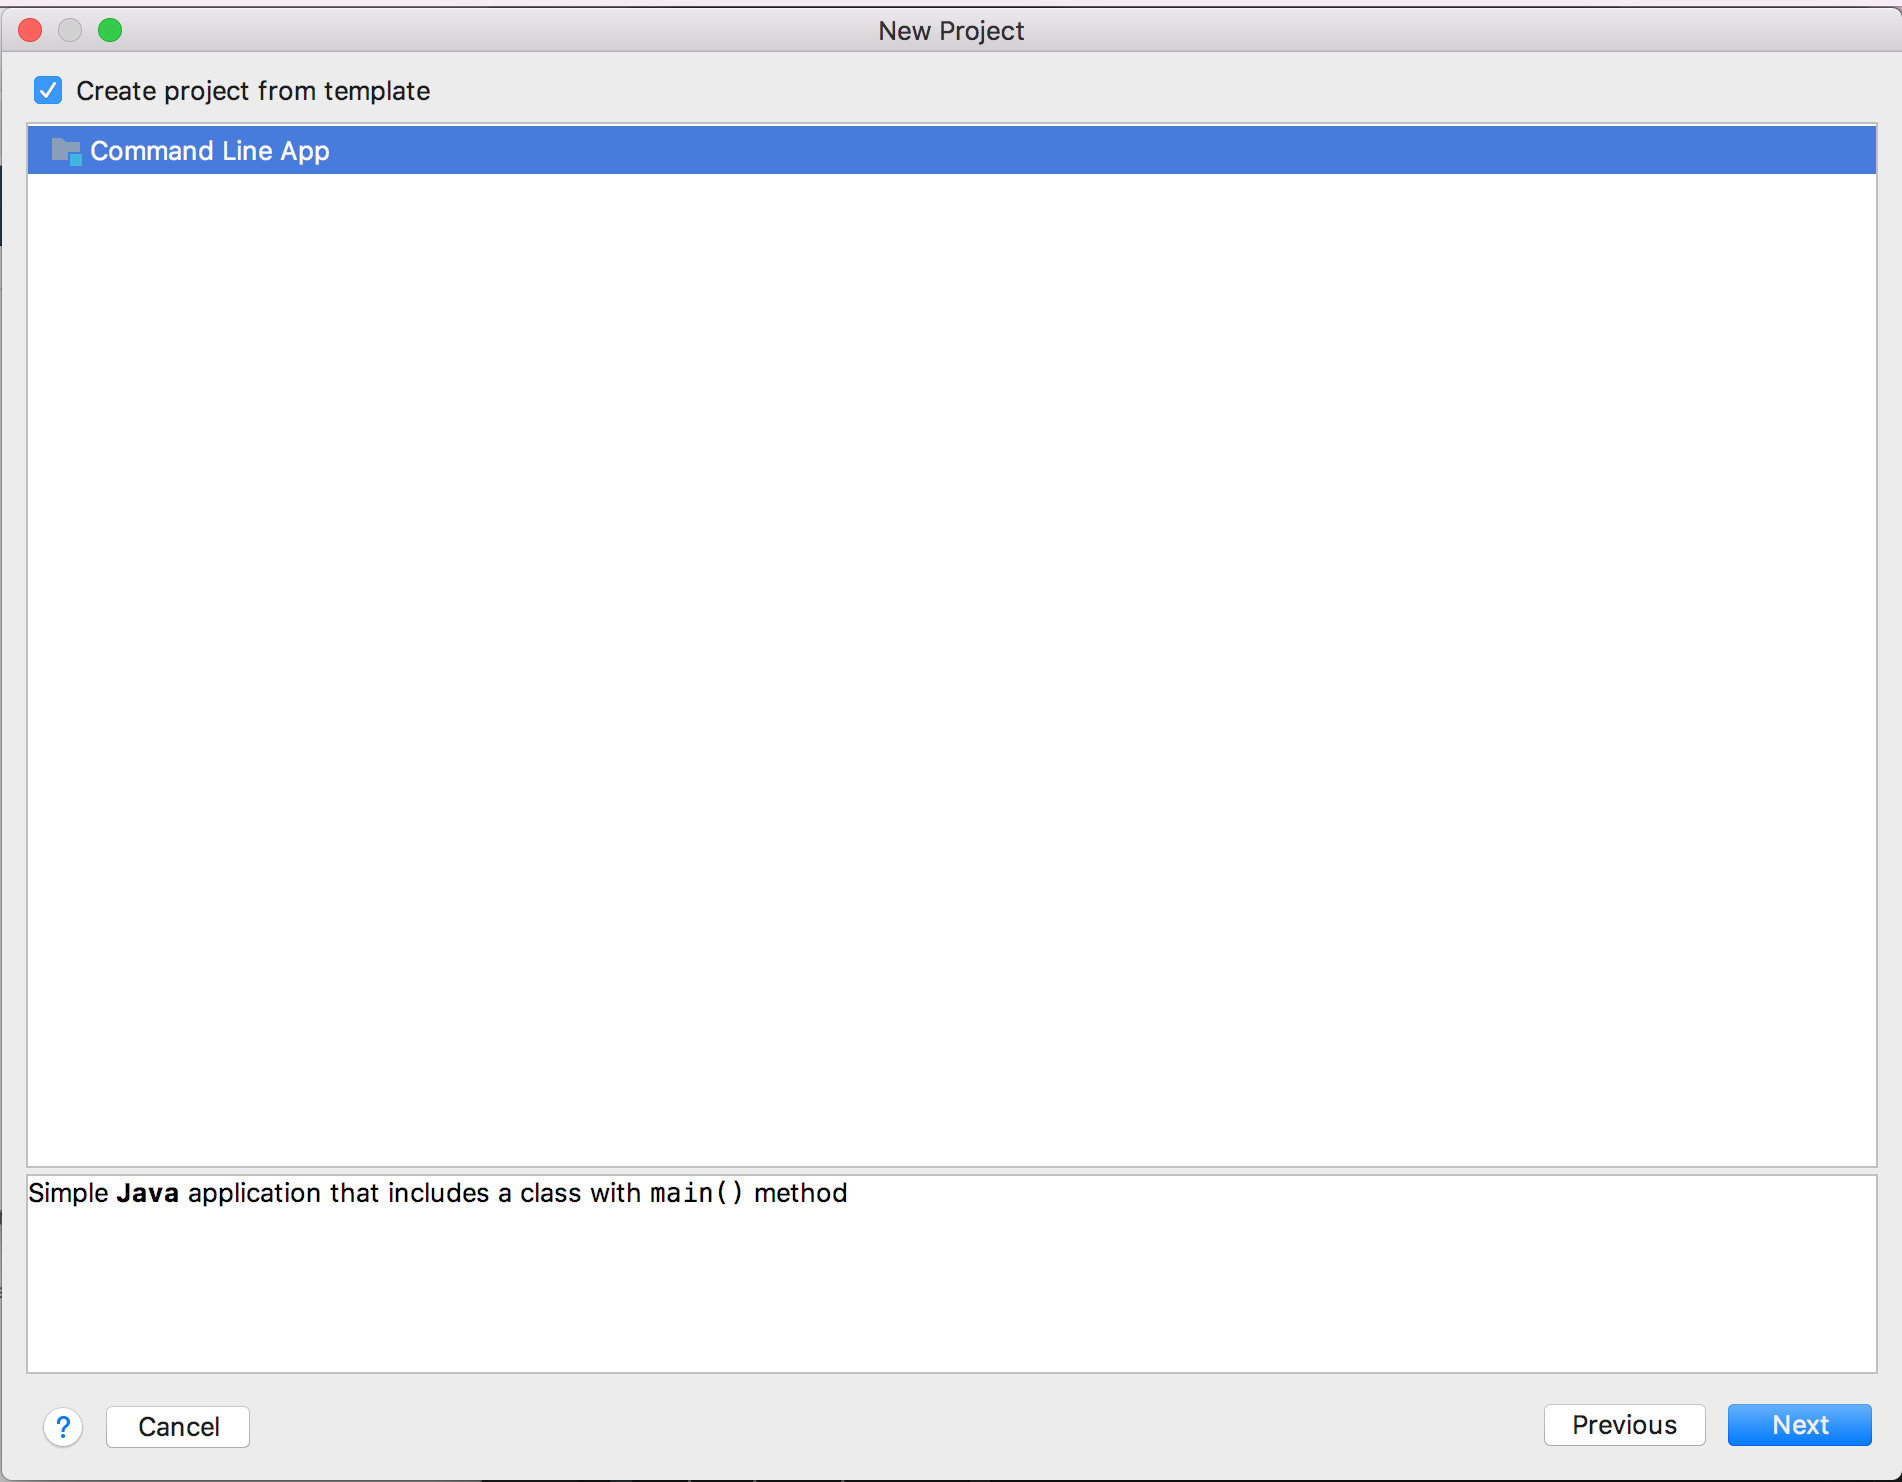 New Project
Create project from template
Command Line App
Simple Java application that includes a class with main() method
? Cancel Previous Next